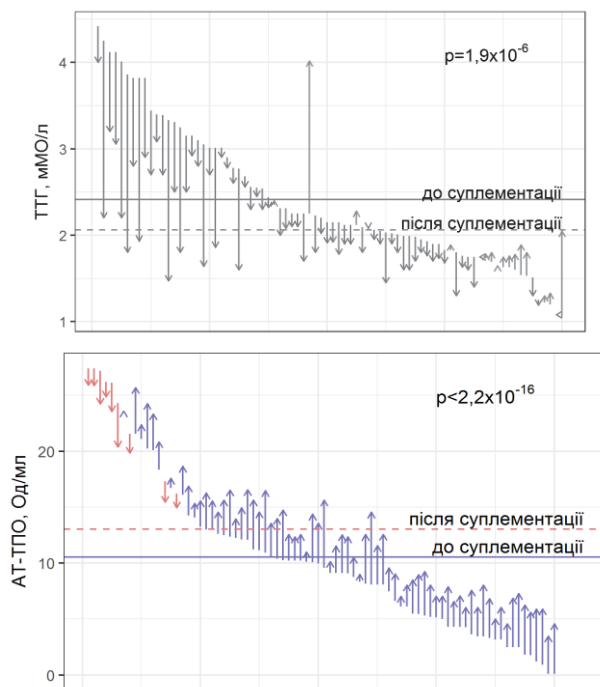 p=1,9x10-6
4
3
2
1
ТТГ, мМО/л
до суплементації
після суплементації
p<2,2x10-16
20
10
0
АТ-ТПО, Од/мл
після суплементації
до суплементації